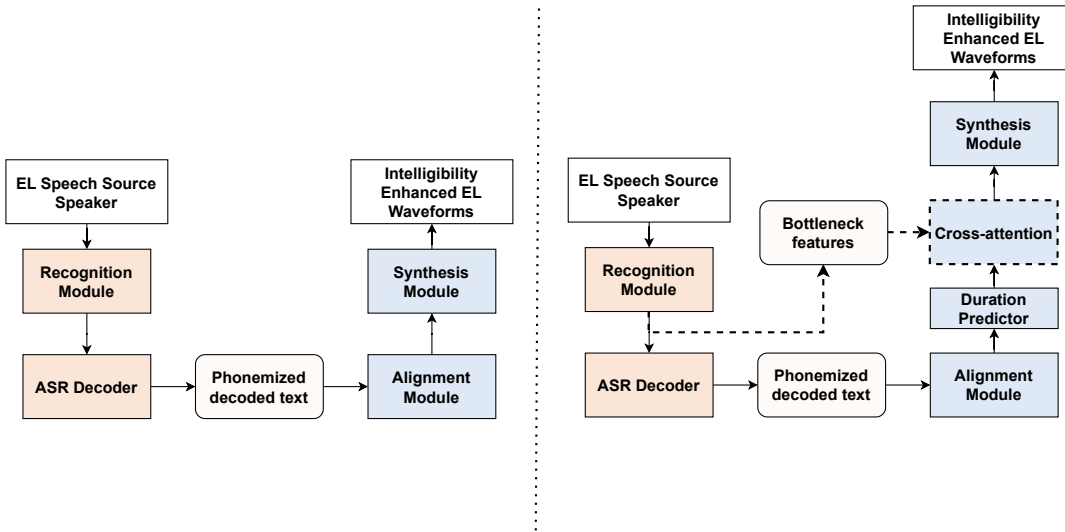 EL Speech Source
Speaker
Recognition
Module
ASR Decoder
Phonemized
decoded text
Alignment
Module
Synthesis
Module
Intelligibility
Enhanced EL
Waveforms
EL Speech Source
Speaker
Recognition
Module
ASR Decoder
Bottleneck
features
Phonemized
decoded text
Alignment
Module
Duration
Predictor
Cross-attention
Synthesis
Module
Intelligibility
Enhanced EL
Waveforms